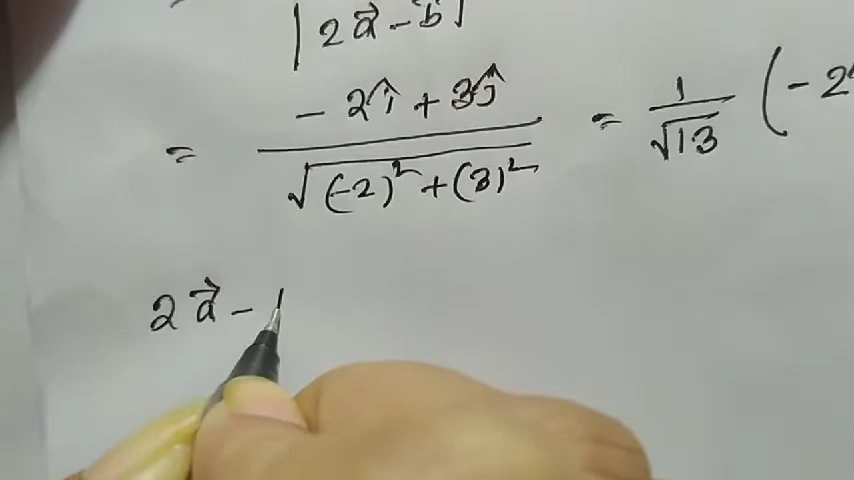 |2a⃗ - b⃗|
= (-2î + 3ĵ) / √((-2)² + (3)²) = 1/√13 (-2
2a⃗ -